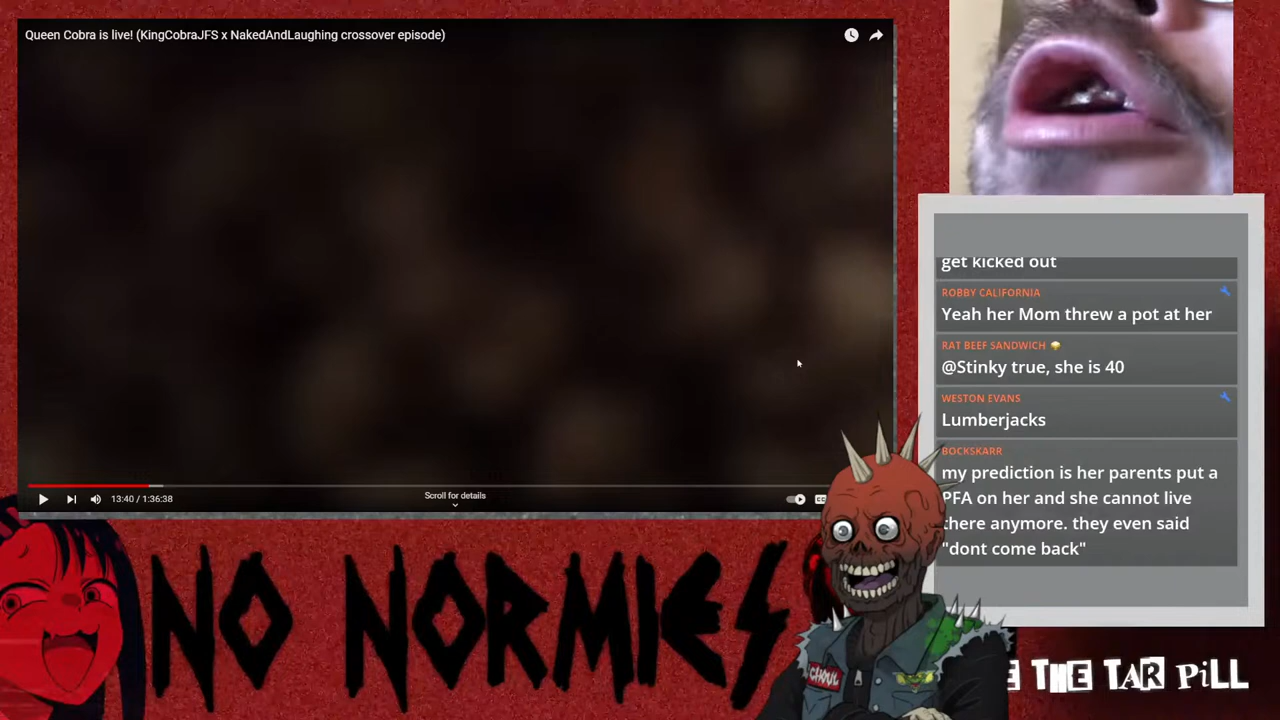 Queen Cobra is live! (KingCobraJFS x NakedAndLaughing crossover episode)
13:40 / 1:36:38
Scroll for details
get kicked out
ROBBY CALIFORNIA
Yeah her Mom threw a pot at her
RAT BEEF SANDWICH
@Stinky true, she is 40
WESTON EVANS
Lumberjacks
BOCKSKARR
my prediction is her parents put a
PFA on her and she cannot live
there anymore. they even said
"dont come back"
NO NORMIES
GHOUL
THE TAR PiLL